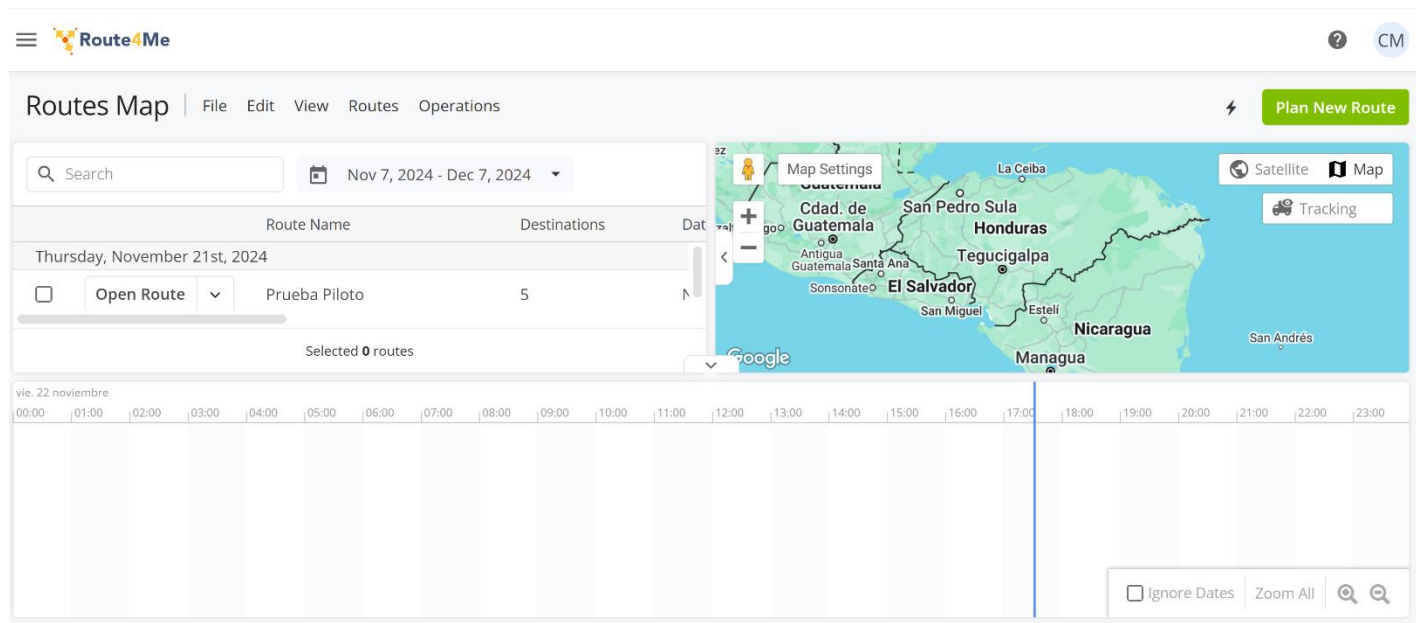 Route4Me
CM
Routes Map File Edit View Routes Operations
Plan New Route
Search
Nov 7, 2024 - Dec 7, 2024
Route Name Destinations Dat
Thursday, November 21st, 2024
Open Route Prueba Piloto 5
Selected 0 routes
ez
Map Settings
Guatemala
La Ceiba
Satellite Map
Tracking
Cdad. de
Guatemala
San Pedro Sula
Honduras
Antigua
Guatemala
Santa Ana
Tegucigalpa
Sonsonate
El Salvador
San Miguel
Estelí
Nicaragua
San Andrés
Google
Managua
vie. 22 noviembre
00:00 01:00 02:00 03:00 04:00 05:00 06:00 07:00 08:00 09:00 10:00 11:00 12:00 13:00 14:00 15:00 16:00 17:00 18:00 19:00 20:00 21:00 22:00 23:00
Ignore Dates Zoom All